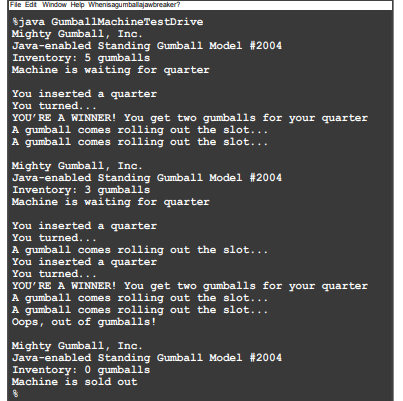 File Edit Window Help Whenisagumballajawbreaker?
%java GumballMachineTestDrive
Mighty Gumball, Inc.
Java-enabled Standing Gumball Model #2004
Inventory: 5 gumballs
Machine is waiting for quarter
You inserted a quarter
You turned...
YOU'RE A WINNER! You get two gumballs for your quarter
A gumball comes rolling out the slot...
A gumball comes rolling out the slot...
Mighty Gumball, Inc.
Java-enabled Standing Gumball Model #2004
Inventory: 3 gumballs
Machine is waiting for quarter
You inserted a quarter
You turned...
A gumball comes rolling out the slot...
You inserted a quarter
You turned...
YOU'RE A WINNER! You get two gumballs for your quarter
A gumball comes rolling out the slot...
A gumball comes rolling out the slot...
Oops, out of gumballs!
Mighty Gumball, Inc.
Java-enabled Standing Gumball Model #2004
Inventory: 0 gumballs
Machine is sold out
%